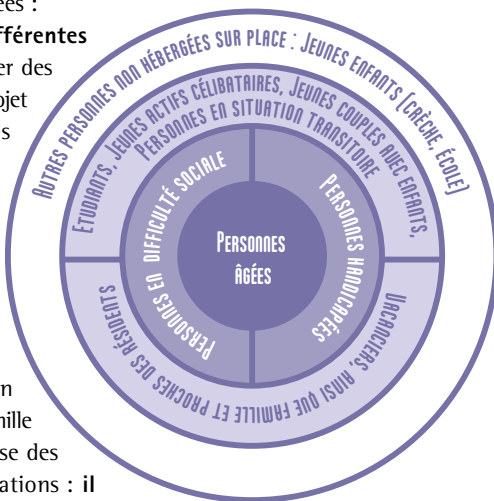 ées :
fférentes
er des
ojet
s
n
nille
se des
ations : il
AUTRES PERSONNES NON HÉBERGÉES SUR PLACE : JEUNES ENFANTS (CRÈCHE, ÉCOLE)
ETUDIANTS, JEUNES ACTIFS CÉLIBATAIRES, JEUNES COUPLES AVEC ENFANTS,
PERSONNES EN SITUATION TRANSITOIRE
PERSONNES EN DIFFICULTÉ SOCIALE
PERSONNES HANDICAPÉES
PERSONNES
ÂGÉES
VACANCIERS, AINSI QUE FAMILLE ET PROCHES DES RÉSIDENTS